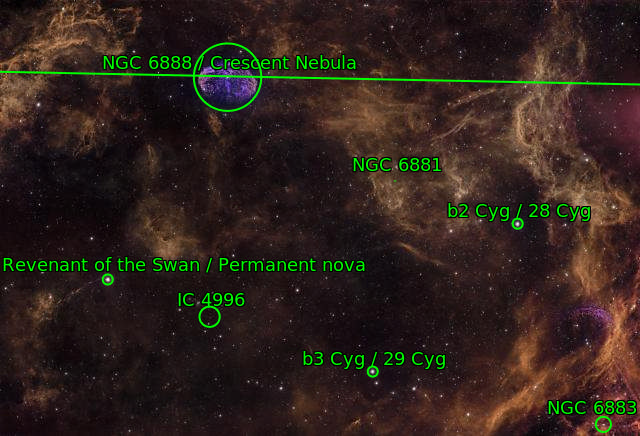 NGC 6888 / Crescent Nebula
NGC 6881
b2 Cyg / 28 Cyg
Revenant of the Swan / Permanent nova
IC 4996
b3 Cyg / 29 Cyg
NGC 6883